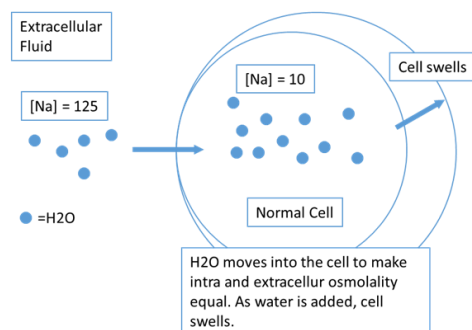 Extracellular
Fluid
[Na] = 125
=H2O
[Na] = 10
Cell swells
Normal Cell
H2O moves into the cell to make
intra and extracellur osmolality
equal. As water is added, cell
swells.